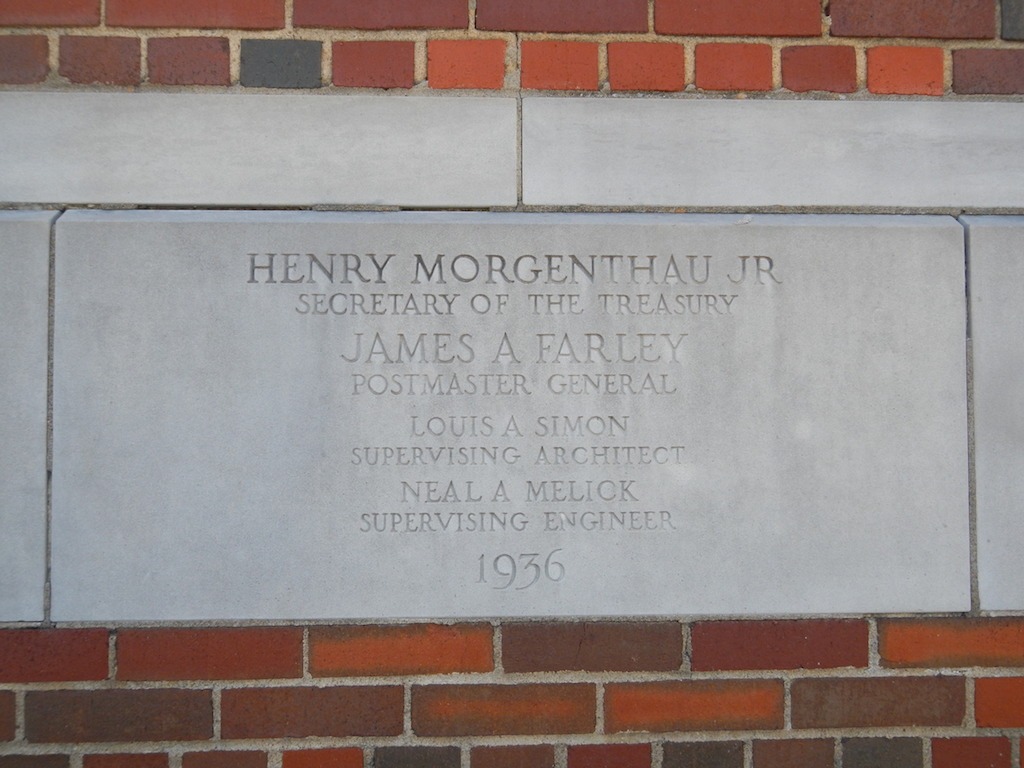 HENRY MORGENTHAU JR
SECRETARY OF THE TREASURY
JAMES A FARLEY
POSTMASTER GENERAL
LOUIS A SIMON
SUPERVISING ARCHITECT
NEAL A MELICK
SUPERVISING ENGINEER
1936